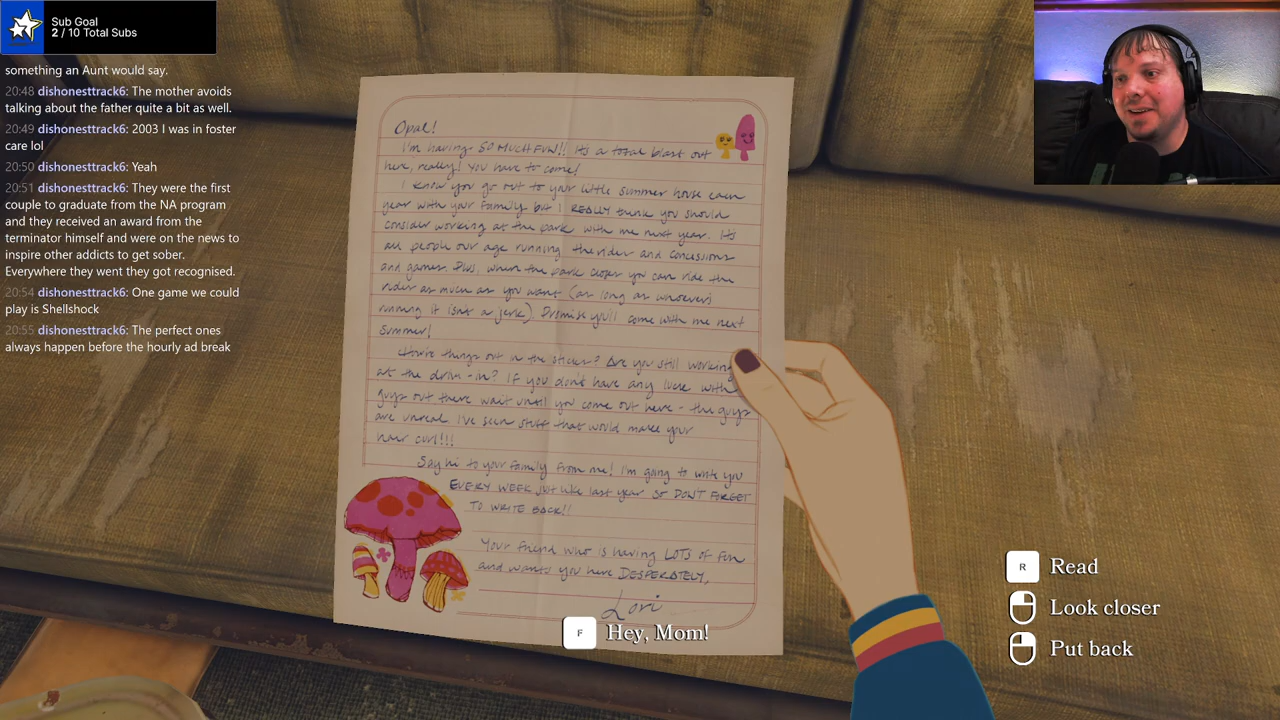 Sub Goal
2 / 10 Total Subs
something an Aunt would say.
20:48 dishonesttrack6: The mother avoids
talking about the father quite a bit as well.
20:49 dishonesttrack6: 2003 I was in foster
care lol
20:50 dishonesttrack6: Yeah
20:51 dishonesttrack6: They were the first
couple to graduate from the NA program
and they received an award from the
terminator himself and were on the news to
inspire other addicts to get sober.
Everywhere they went they got recognised.
20:54 dishonesttrack6: One game we could
play is Shellshock
20:55 dishonesttrack6: The perfect ones
always happen before the hourly ad break
Opal!
I'm having SO MUCH FUN!! It's a total blast out
here, really! You have to come!
I know you go out to your little summer house each
year with your family but I REALLY think you should
consider working at the park with me next year. It's
all people our age running the rides and concessions
and games. Plus, when the park closes you can ride the
rides as much as you want (as long as whoever's
running it isn't a jerk). Promise you'll come with me next
summer!
How're things out in the sticks? Are you still working
at the drive-in? If you don't have any luck with
guys out there wait until you come out here - the guys
are unreal. I've seen stuff that would make your
hair curl!!!
Say hi to your family from me! I'm going to write you
EVERY WEEK just like last year so DON'T FORGET
TO WRITE BACK!!
Your friend who is having LOTS of fun
and wants you here DESPERATELY,
Lori
F Hey, Mom!
R Read
Look closer
Put back